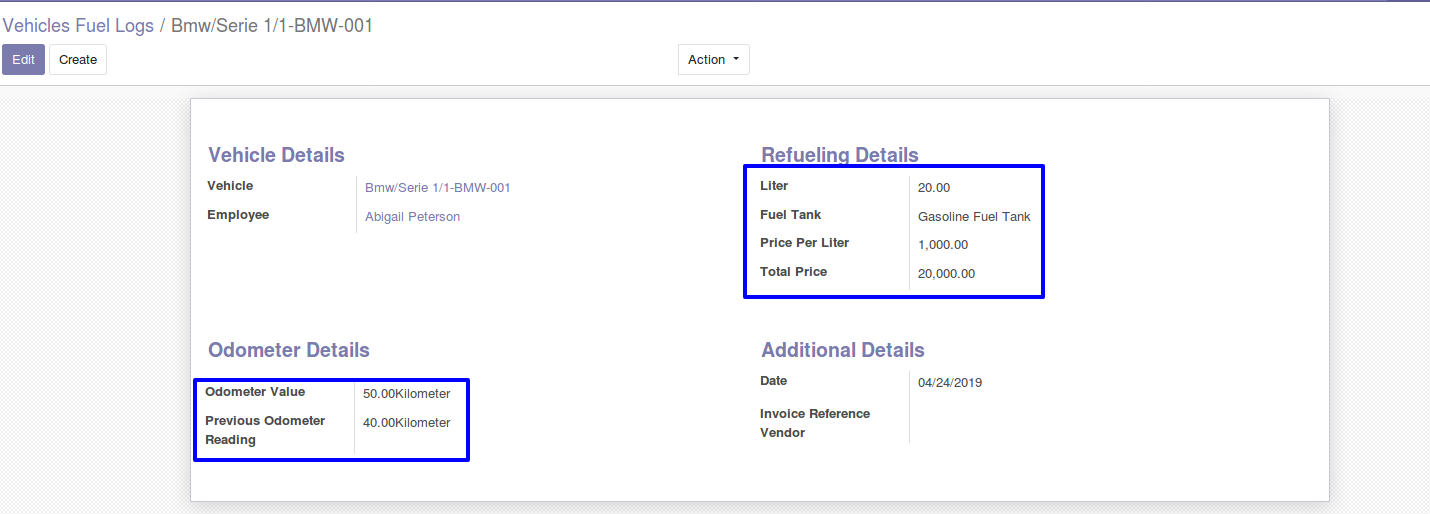 Vehicles Fuel Logs / Bmw/Serie 1/1-BMW-001
Edit Create Action
Vehicle Details
Vehicle Bmw/Serie 1/1-BMW-001
Employee Abigail Peterson
Refueling Details
Liter 20.00
Fuel Tank Gasoline Fuel Tank
Price Per Liter 1,000.00
Total Price 20,000.00
Odometer Details
Odometer Value 50.00Kilometer
Previous Odometer 40.00Kilometer
Reading
Additional Details
Date 04/24/2019
Invoice Reference
Vendor